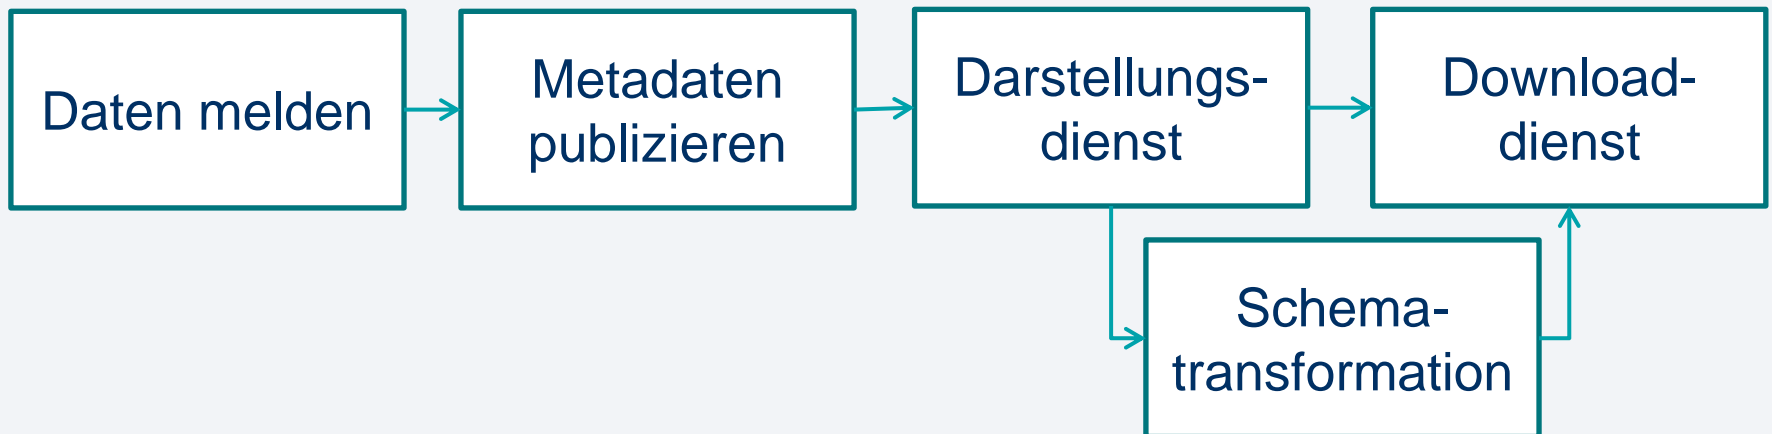 Daten melden
Metadaten
publizieren
Darstellungs-
dienst
Download-
dienst
Schema-
transformation